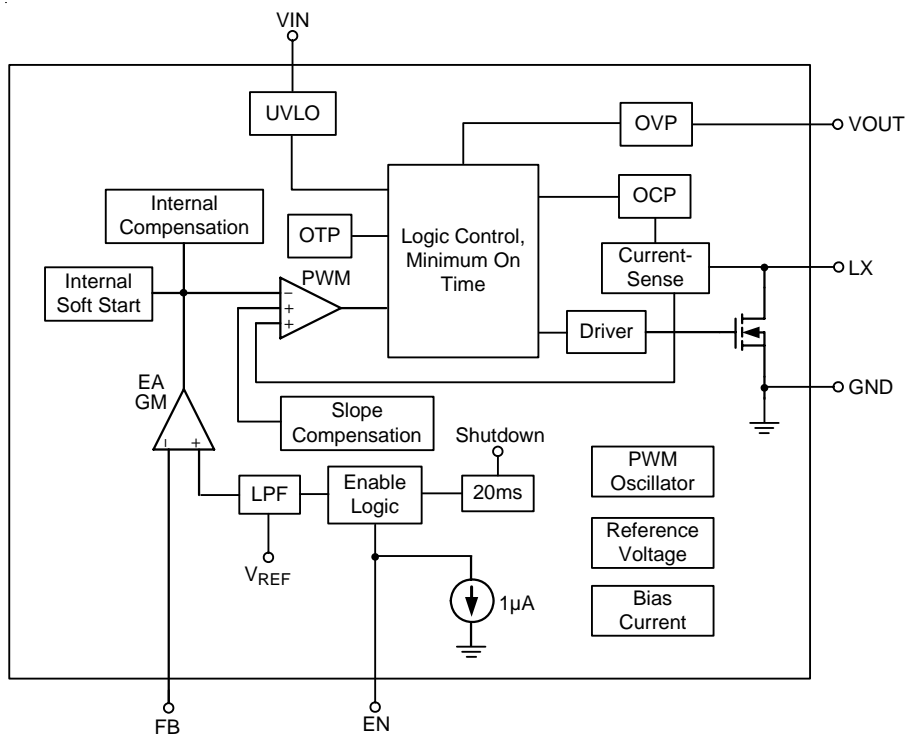 VIN
UVLO
OVP
VOUT
Internal
Compensation
OTP
Logic Control,
Minimum On
Time
OCP
Internal
Soft Start
PWM
−
+
+
Current-
Sense
LX
Driver
EA
GM
−
+
Slope
Compensation
GND
Shutdown
LPF
Enable
Logic
20ms
PWM
Oscillator
VREF
Reference
Voltage
1µA
Bias
Current
FB
EN